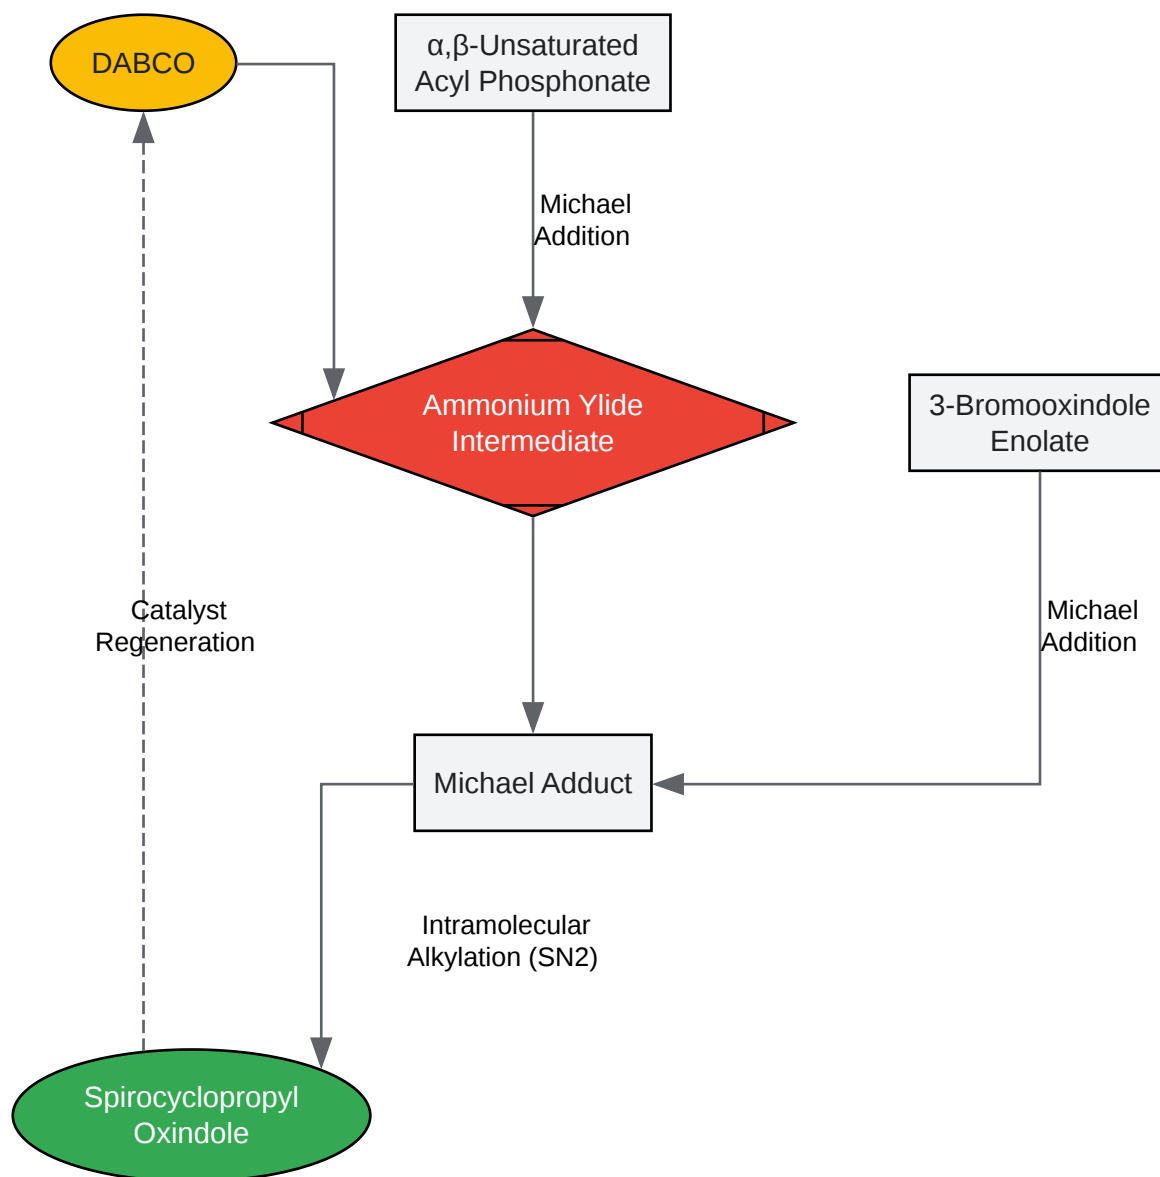 DABCO
α,β-Unsaturated
Acyl Phosphonate
Michael
Addition
Ammonium Ylide
Intermediate
3-Bromooxindole
Enolate
Catalyst
Regeneration
Michael
Addition
Michael Adduct
Intramolecular
Alkylation (SN2)
Spirocyclopropyl
Oxindole